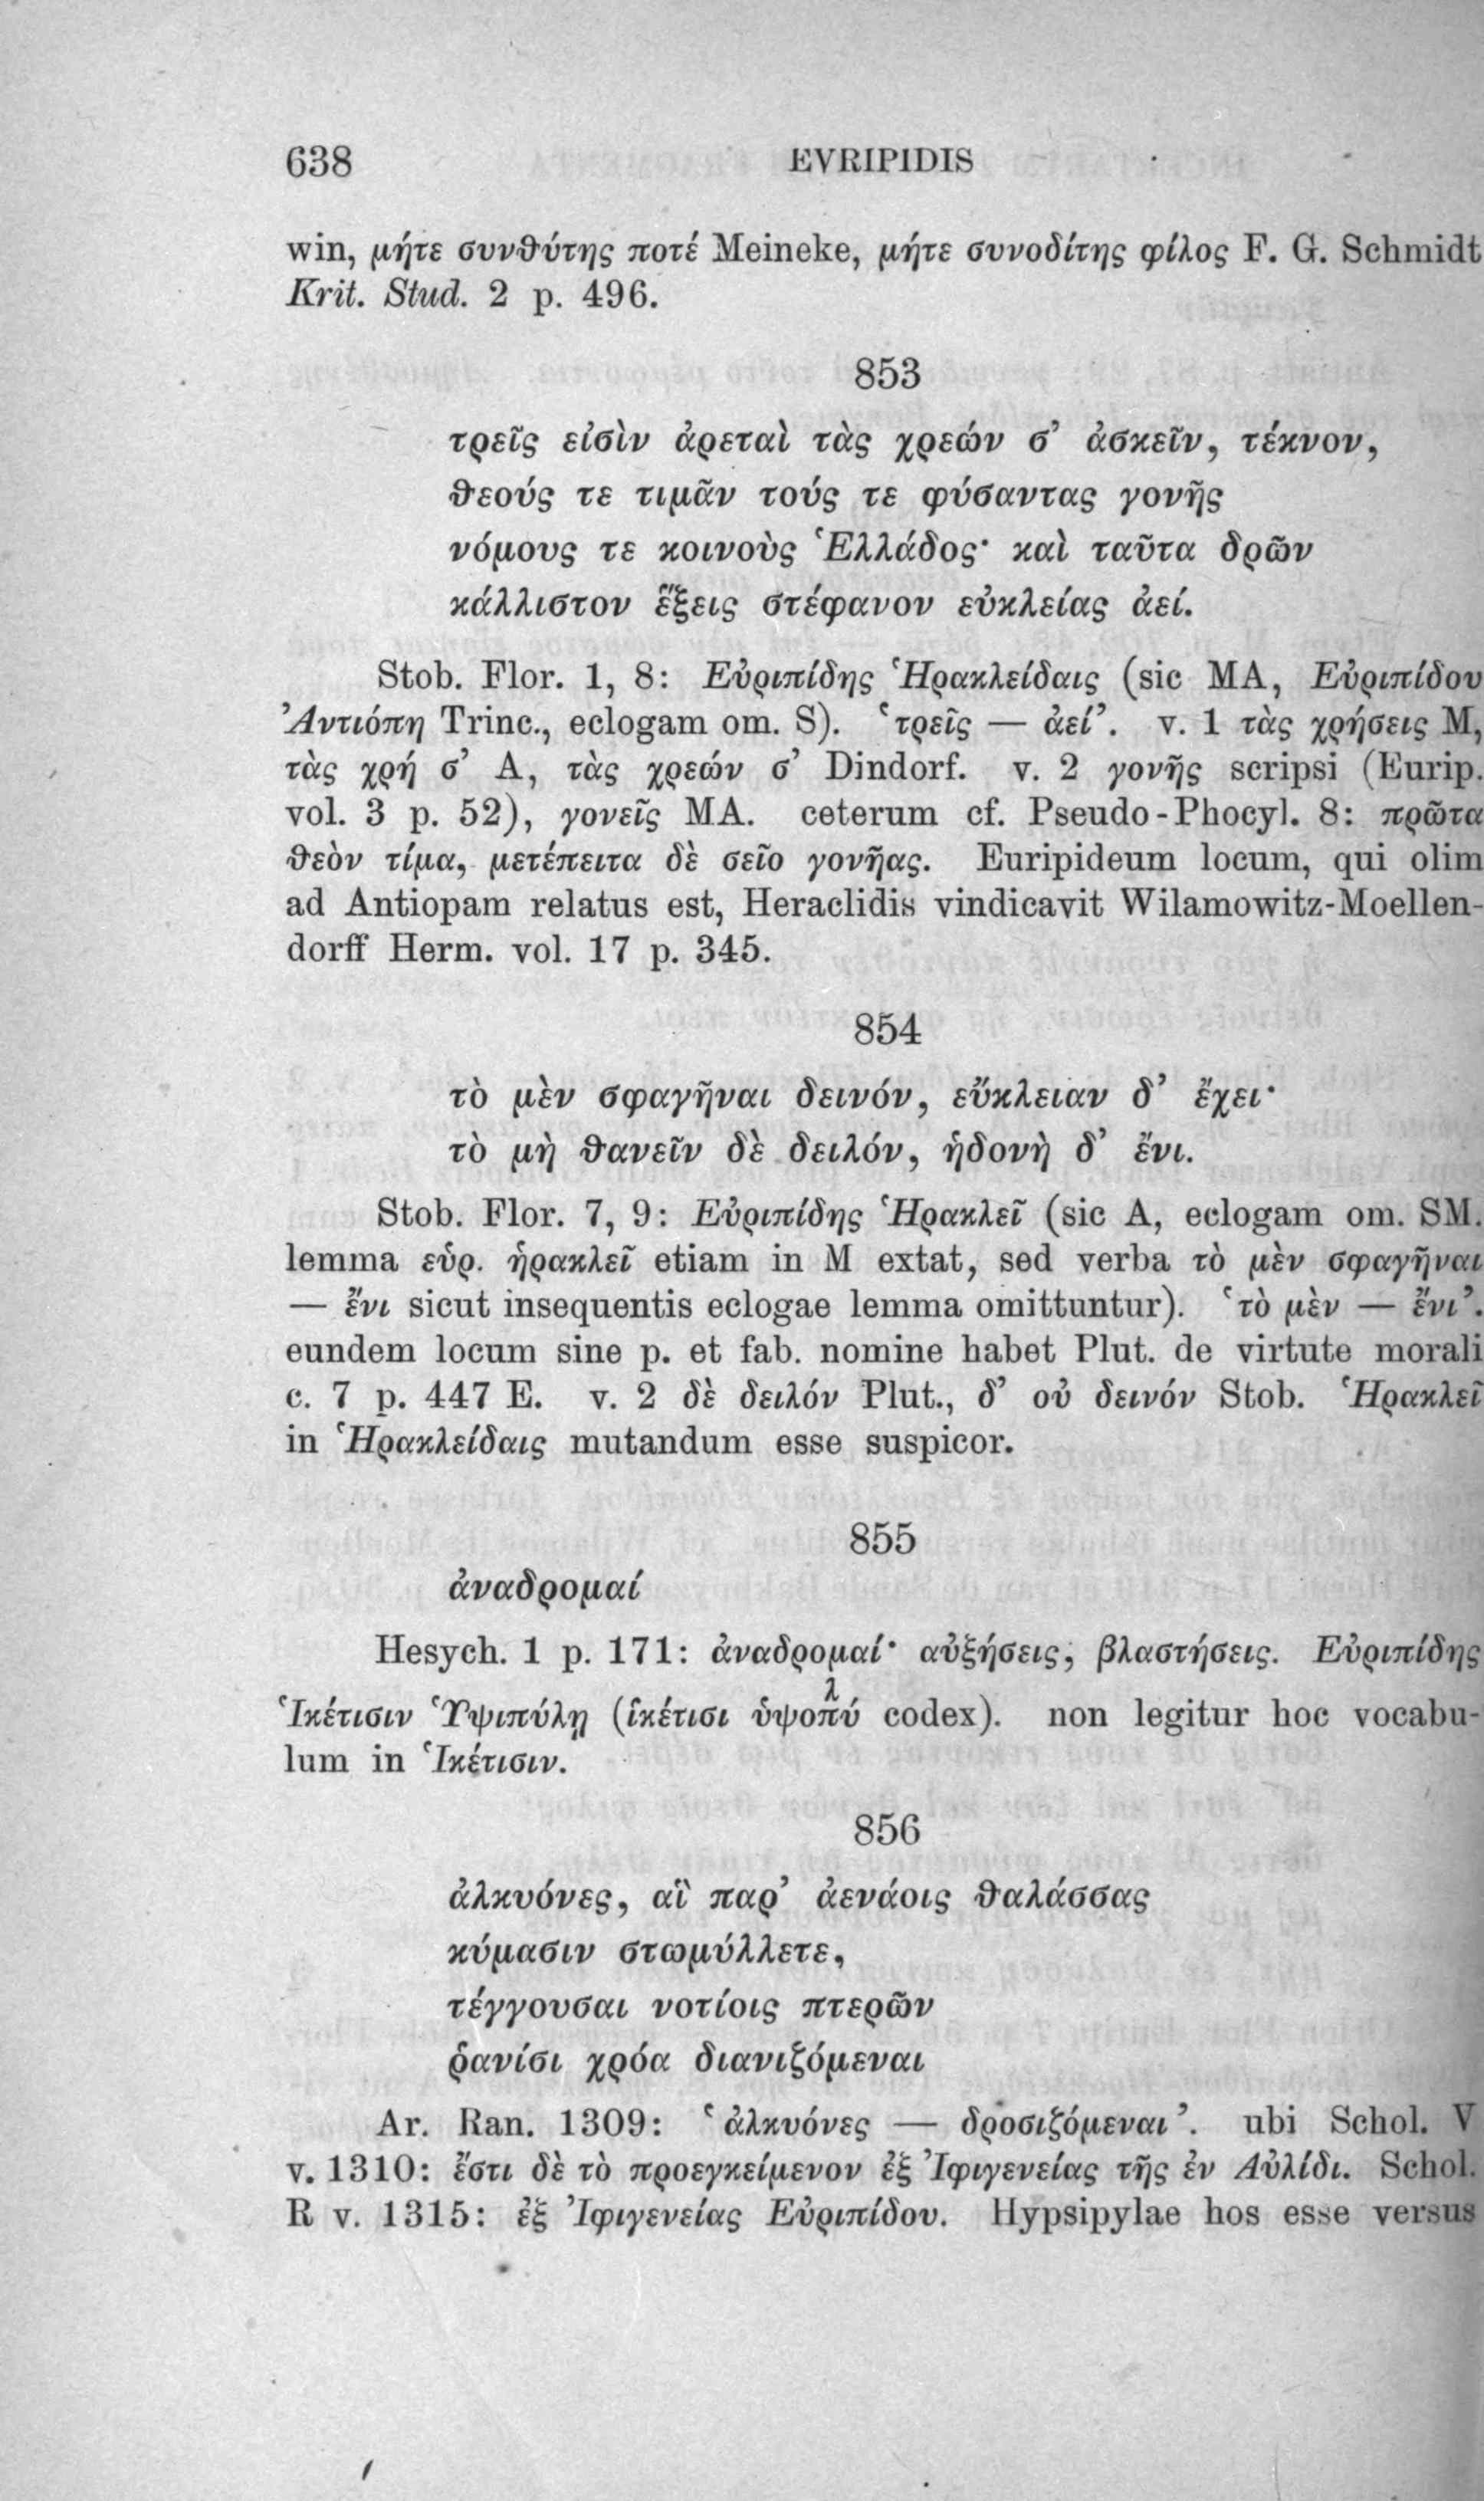 638 EVRIPIDIS
win, μήτε συνθύτης ποτέ Meineke, μήτε συνοδίτης φίλος F. G. Schmidt
Krit. Stud. 2 p. 496.
853
τρεῖς εἰσὶν ἀρεταὶ τὰς χρεών σ’ ἀσκεῖν, τέκνον,
θεούς τε τιμᾶν τούς τε φύσαντας γονῆς
νόμους τε κοινοὺς Ἑλλάδος· καὶ ταῦτα δρῶν
κάλλιστον ἕξεις στέφανον εὐκλείας ἀεί.
Stob. Flor. 1, 8: Εὐριπίδης Ἡρακλείδαις (sic MA, Εὐριπίδου
Ἀντιόπη Trinc., eclogam om. S). ‘τρεῖς — ἀεί’. v. 1 τὰς χρήσεις M,
τὰς χρή σ’ A, τὰς χρεών σ’ Dindorf. v. 2 γονῆς scripsi (Eurip.
vol. 3 p. 52), γονεῖς MA. ceterum cf. Pseudo-Phocyl. 8: πρῶτα
θεὸν τίμα, μετέπειτα δὲ σεῖο γονῆας. Euripideum locum, qui olim
ad Antiopam relatus est, Heraclidis vindicavit Wilamowitz-Moellen-
dorff Herm. vol. 17 p. 345.
854
τὸ μὲν σφαγῆναι δεινόν, εὔκλειαν δ’ ἔχει·
τὸ μὴ θανεῖν δὲ δειλόν, ἡδονὴ δ’ ἔνι.
Stob. Flor. 7, 9: Εὐριπίδης Ἡρακλεῖ (sic A, eclogam om. SM.
lemma εὐρ. ἡρακλεῖ etiam in M extat, sed verba τὸ μὲν σφαγῆναι
— ἔνι sicut insequentis eclogae lemma omittuntur). ‘τὸ μὲν — ἔνι’.
eundem locum sine p. et fab. nomine habet Plut. de virtute morali
c. 7 p. 447 E. v. 2 δὲ δειλόν Plut., δ’ οὐ δεινόν Stob. Ἡρακλεῖ
in Ἡρακλείδαις mutandum esse suspicor.
855
ἀναδρομαί
Hesych. 1 p. 171: ἀναδρομαί· αὐξήσεις, βλαστήσεις. Εὐριπίδης
Ἱκέτισιν Ὑψιπύλῃ (ἱκέτισι ὑψοπύλ codex). non legitur hoc vocabu-
lum in Ἱκέτισιν.
856
ἀλκυόνες, αἳ παρ’ ἀενάοις θαλάσσας
κύμασιν στωμύλλετε,
τέγγουσαι νοτίοις πτερῶν
ῥανίσι χρόα διανιζόμεναι
Ar. Ran. 1309: ‘ἀλκυόνες — δροσιζόμεναι’. ubi Schol. V
v. 1310: ἔστι δὲ τὸ προεγκείμενον ἐξ Ἰφιγενείας τῆς ἐν Αὐλίδι. Schol.
R v. 1315: ἐξ Ἰφιγενείας Εὐριπίδου. Hypsipylae hos esse versus